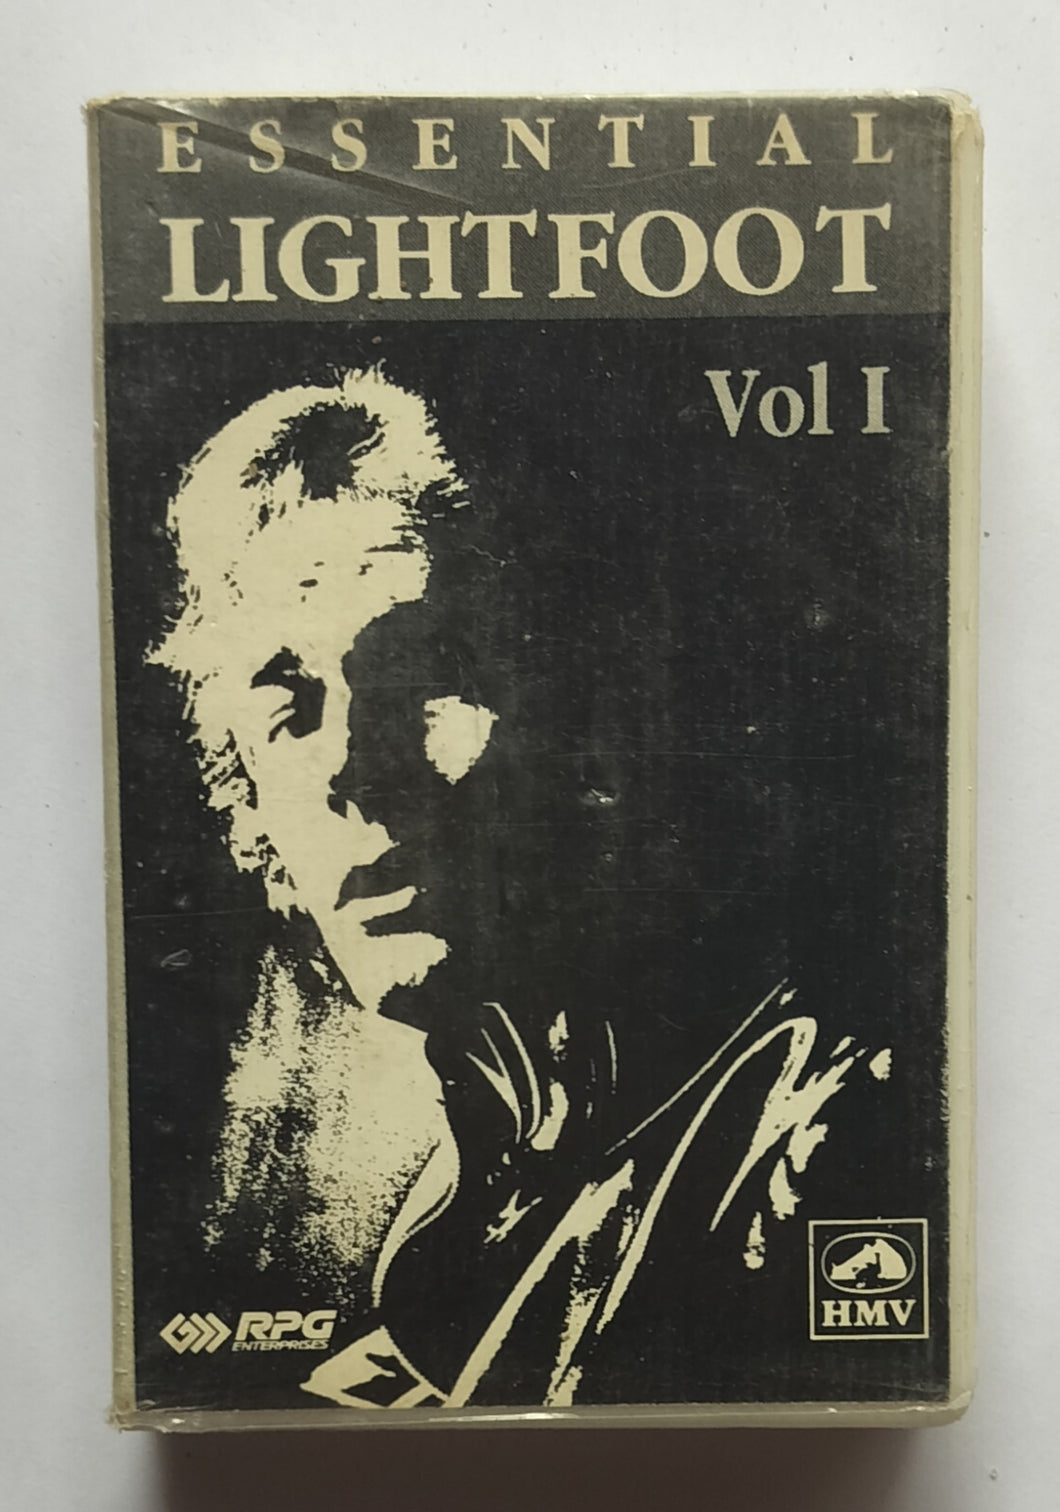 ESSENTIAL
LIGHTFOOT
Vol I
RPG
ENTERPRISES
HMV